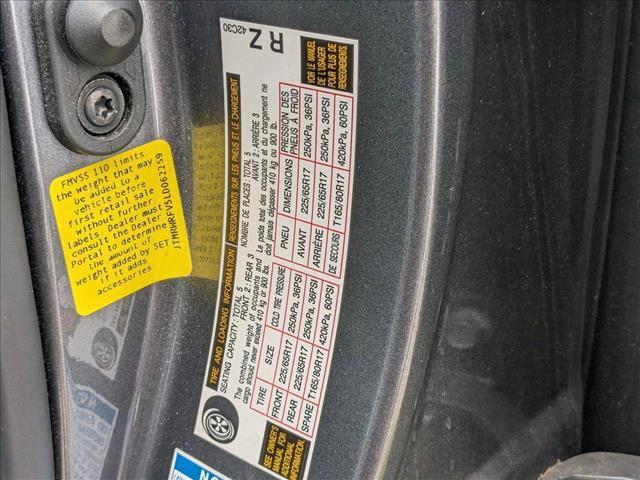 FMVSS 110 limits
the weight that may
be added to a
vehicle before
first retail sale
without further
labels. Dealer must
consult the Dealer
Portal to determine
the amount of
weight added by SET
if it adds
accessories.
JTMRWRFV5LD062259
TIRE AND LOADING INFORMATION
SEATING CAPACITY : TOTAL 5
FRONT 2 : REAR 3
The combined weight of occupants and
cargo should never exceed 410 kg or 900 lbs.
TIRE SIZE COLD TIRE PRESSURE
FRONT 225/65R17 250kPa, 36PSI
REAR 225/65R17 250kPa, 36PSI
SPARE T165/80R17 420kPa, 60PSI
SEE OWNER'S
MANUAL FOR
ADDITIONAL
INFORMATION.
RENSEIGNEMENTS SUR LES PNEUS ET LE CHARGEMENT
NOMBRE DE PLACES : TOTAL 5
AVANT 2 : ARRIÈRE 3
Le poids total des occupants et du chargement ne
doit jamais dépasser 410 kg ou 900 lb.
PNEU DIMENSIONS PRESSION DES
PNEUS À FROID
AVANT 225/65R17 250kPa, 36PSI
ARRIÈRE 225/65R17 250kPa, 36PSI
DE SECOURS T165/80R17 420kPa, 60PSI
VOIR LE MANUEL
DE L'USAGER
POUR PLUS DE
RENSEIGNEMENTS.
RZ
42C30